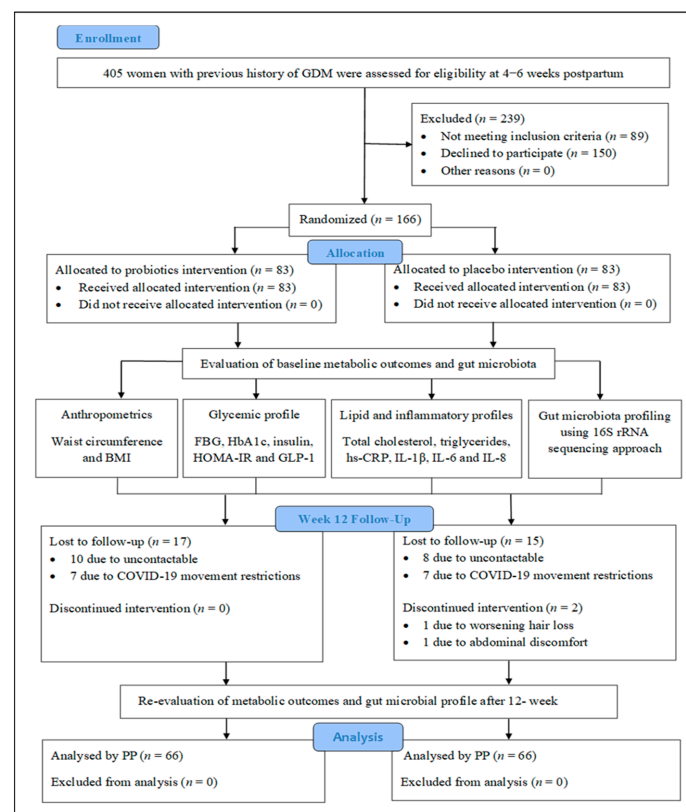 Enrollment
405 women with previous history of GDM were assessed for eligibility at 4−6 weeks postpartum
Excluded (n = 239)
• Not meeting inclusion criteria (n = 89)
• Declined to participate (n = 150)
• Other reasons (n = 0)
Randomized (n = 166)
Allocation
Allocated to probiotics intervention (n = 83)
• Received allocated intervention (n = 83)
• Did not receive allocated intervention (n = 0)
Allocated to placebo intervention (n = 83)
• Received allocated intervention (n = 83)
• Did not receive allocated intervention (n = 0)
Evaluation of baseline metabolic outcomes and gut microbiota
Anthropometrics
Waist circumference
and BMI
Glycemic profile
FBG, HbA1c, insulin,
HOMA-IR and GLP-1
Lipid and inflammatory profiles
Total cholesterol, triglycerides,
hs-CRP, IL-1β, IL-6 and IL-8
Gut microbiota profiling
using 16S rRNA
sequencing approach
Week 12 Follow-Up
Lost to follow-up (n = 17)
• 10 due to uncontactable
• 7 due to COVID-19 movement restrictions
Discontinued intervention (n = 0)
Lost to follow-up (n = 15)
• 8 due to uncontactable
• 7 due to COVID-19 movement restrictions
Discontinued intervention (n = 2)
• 1 due to worsening hair loss
• 1 due to abdominal discomfort
Re-evaluation of metabolic outcomes and gut microbial profile after 12- week
Analysis
Analysed by PP (n = 66)
Excluded from analysis (n = 0)
Analysed by PP (n = 66)
Excluded from analysis (n = 0)